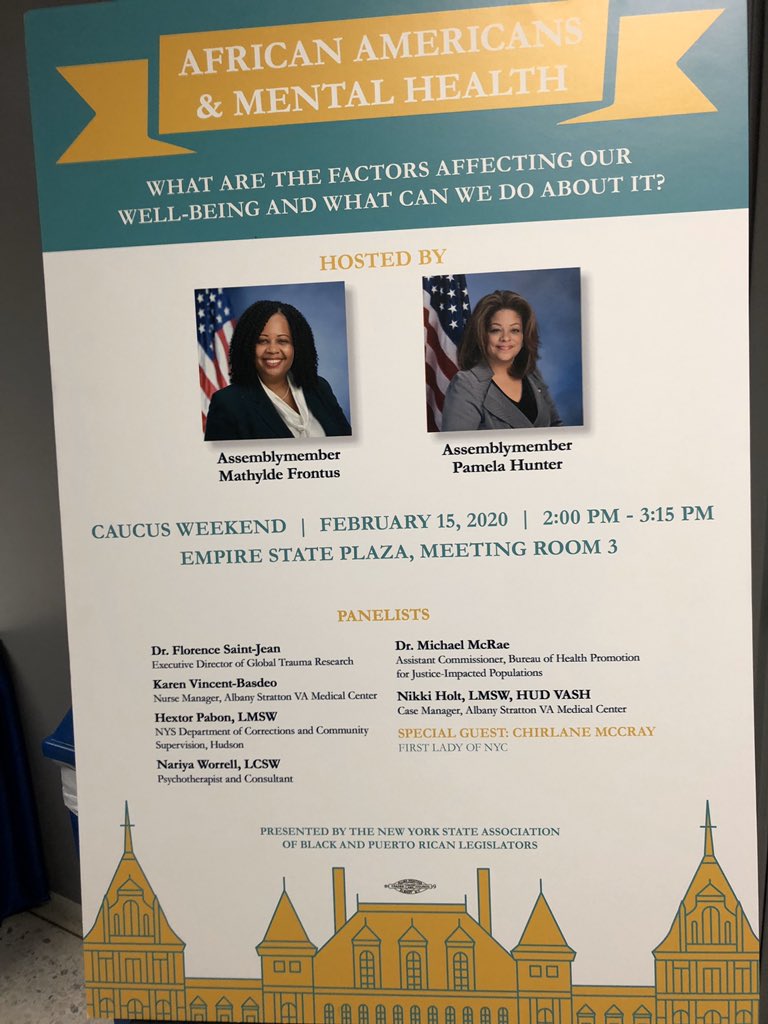 AFRICAN AMERICANS
& MENTAL HEALTH
WHAT ARE THE FACTORS AFFECTING OUR
WELL-BEING AND WHAT CAN WE DO ABOUT IT?
HOSTED BY
Assemblymember
Mathylde Frontus
Assemblymember
Pamela Hunter
CAUCUS WEEKEND | FEBRUARY 15, 2020 | 2:00 PM - 3:15 PM
EMPIRE STATE PLAZA, MEETING ROOM 3
PANELISTS
Dr. Florence Saint-Jean
Executive Director of Global Trauma Research
Karen Vincent-Basdeo
Nurse Manager, Albany Stratton VA Medical Center
Hextor Pabon, LMSW
NYS Department of Corrections and Community
Supervision, Hudson
Nariya Worrell, LCSW
Psychotherapist and Consultant
Dr. Michael McRae
Assistant Commissioner, Bureau of Health Promotion
for Justice-Impacted Populations
Nikki Holt, LMSW, HUD VASH
Case Manager, Albany Stratton VA Medical Center
SPECIAL GUEST: CHIRLANE MCCRAY
FIRST LADY OF NYC
PRESENTED BY THE NEW YORK STATE ASSOCIATION
OF BLACK AND PUERTO RICAN LEGISLATORS